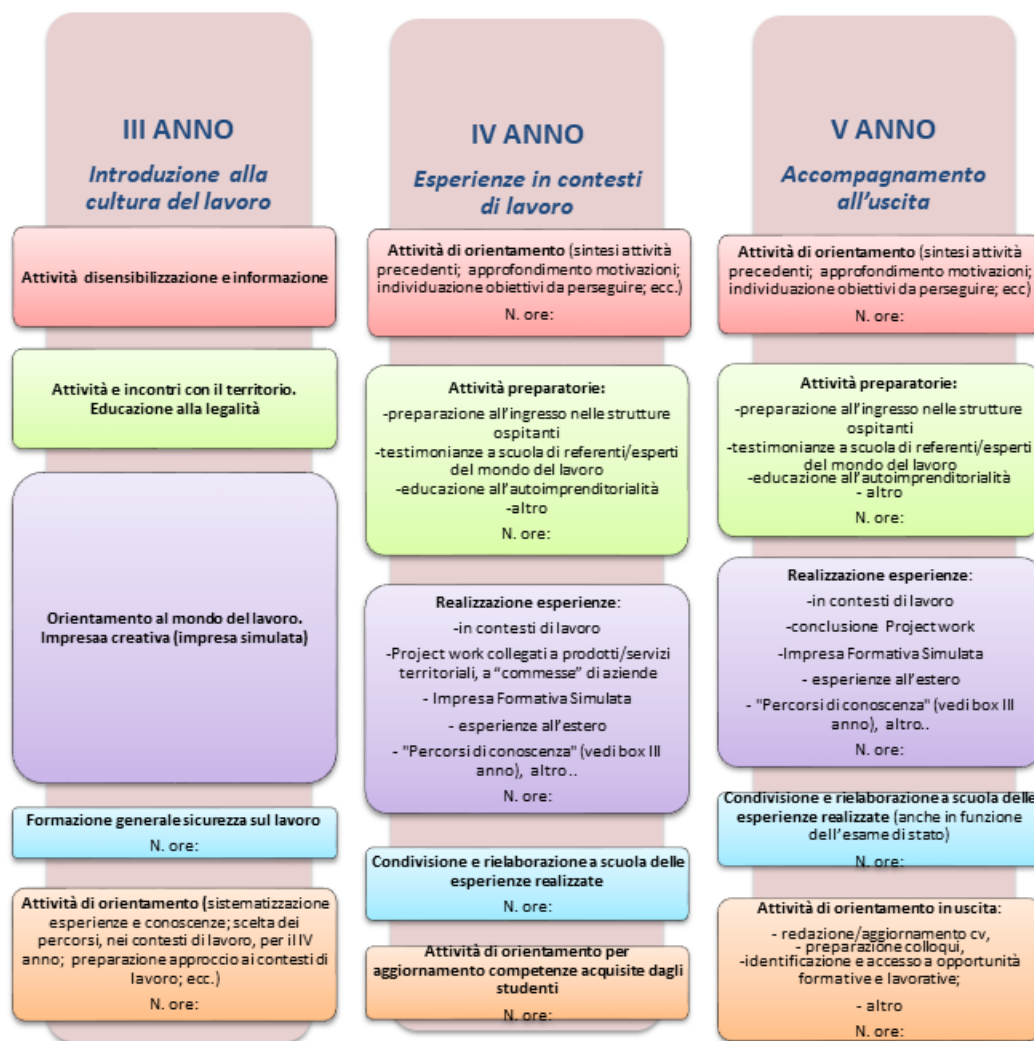 III ANNO
Introduzione alla
cultura del lavoro
Attività disensibilizzazione e informazione
Attività e incontri con il territorio.
Educazione alla legalità
Orientamento al mondo del lavoro.
Impresaa creativa (impresa simulata)
Formazione generale sicurezza sul lavoro
N. ore:
Attività di orientamento (sistematizzazione
esperienze e conoscenze; scelta dei
percorsi, nei contesti di lavoro, per il IV
anno; preparazione approccio ai contesti di
lavoro; ecc.)
N. ore:
IV ANNO
Esperienze in contesti
di lavoro
Attività di orientamento (sintesi attività
precedenti; approfondimento motivazioni;
individuazione obiettivi da perseguire; ecc.)
N. ore:
Attività preparatorie:
-preparazione all'ingresso nelle strutture
ospitanti
-testimonianze a scuola di referenti/esperti
del mondo del lavoro
-educazione all'autoimprenditorialità
-altro
N. ore:
Realizzazione esperienze:
-in contesti di lavoro
-Project work collegati a prodotti/servizi
territoriali, a “commesse” di aziende
- Impresa Formativa Simulata
- esperienze all'estero
- "Percorsi di conoscenza" (vedi box III
anno), altro..
N. ore:
Condivisione e rielaborazione a scuola delle
esperienze realizzate
N. ore:
Attività di orientamento per
aggiornamento competenze acquisite dagli
studenti
N. ore:
V ANNO
Accompagnamento
all'uscita
Attività di orientamento (sintesi attività
precedenti; approfondimento motivazioni;
individuazione obiettivi da perseguire; ecc)
N. ore:
Attività preparatorie:
-preparazione all'ingresso nelle strutture
ospitanti
-testimonianze a scuola di referenti/esperti
del mondo del lavoro
-educazione all'autoimprenditorialità
- altro
N. ore:
Realizzazione esperienze:
-in contesti di lavoro
-conclusione Project work
-Impresa Formativa Simulata
- esperienze all'estero
- "Percorsi di conoscenza" (vedi box III
anno), altro..
N. ore:
Condivisione e rielaborazione a scuola delle
esperienze realizzate (anche in funzione
dell'esame di stato)
N. ore:
Attività di orientamento in uscita:
- redazione/aggiornamento cv,
- preparazione colloqui,
-identificazione e accesso a opportunità
formative e lavorative;
- altro
N. ore: